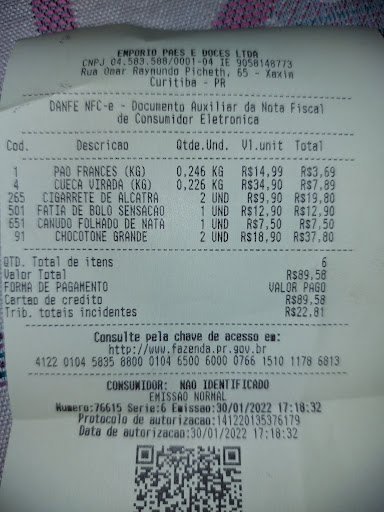 EMPORIO PAES E DOCES LTDA
CNPJ 04.583.588/0001-04 IE 9058148773
Rua Omar Raymundo Picheth, 65 - Xaxim
Curitiba - PR
DANFE NFC-e - Documento Auxiliar da Nota Fiscal
de Consumidor Eletronica
Cod. Descricao Qtde.Und. Vl.unit Total
1 PAO FRANCES (KG) 0,246 KG R$14,99 R$3,69
4 CUECA VIRADA (KG) 0,226 KG R$34,90 R$7,89
265 CIGARRETE DE ALCATRA 2 UND R$9,90 R$19,80
501 FATIA DE BOLO SENSACAO 1 UND R$12,90 R$12,90
651 CANUDO FOLHADO DE NATA 1 UND R$7,50 R$7,50
91 CHOCOTONE GRANDE 2 UND R$18,90 R$37,80
QTD. Total de itens 6
Valor Total R$89,58
FORMA DE PAGAMENTO VALOR PAGO
Cartao de credito R$89,58
Trib. totais incidentes R$22,81
Consulte pela chave de acesso em:
http://www.fazenda.pr.gov.br
4122 0104 5835 8800 0104 6500 6000 0766 1510 1178 6813
CONSUMIDOR: NAO IDENTIFICADO
EMISSAO NORMAL
Numero:76615 Serie:6 Emissao:30/01/2022 17:18:32
Protocolo de autorizacao:141220135376179
Data de autorizacao:30/01/2022 17:18:32